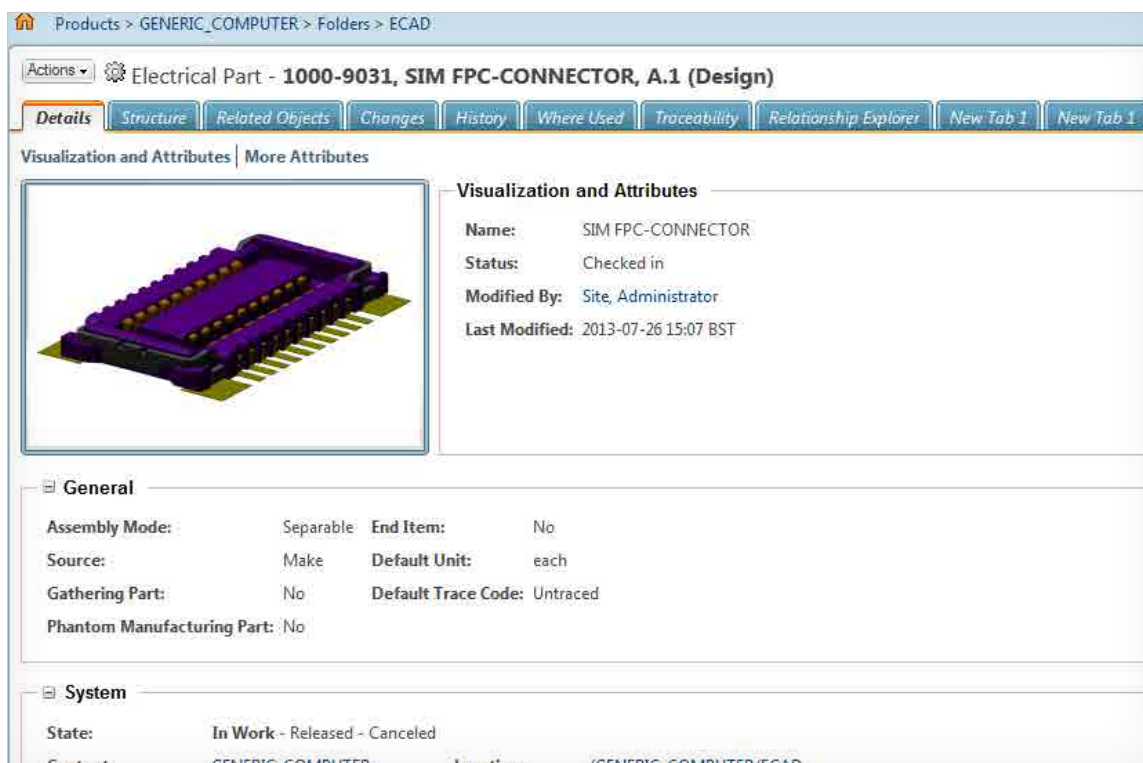 Products > GENERIC_COMPUTER > Folders > ECAD
Actions Electrical Part - 1000-9031, SIM FPC-CONNECTOR, A.1 (Design)
Details Structure Related Objects Changes History Where Used Traceability Relationship Explorer New Tab 1 New Tab 1
Visualization and Attributes | More Attributes
Visualization and Attributes
Name: SIM FPC-CONNECTOR
Status: Checked in
Modified By: Site, Administrator
Last Modified: 2013-07-26 15:07 BST
General
Assembly Mode: Separable End Item: No
Source: Make Default Unit: each
Gathering Part: No Default Trace Code: Untraced
Phantom Manufacturing Part: No
System
State: In Work - Released - Canceled
GENERIC_COMPUTER /GENERIC_COMPUTER/ECAD